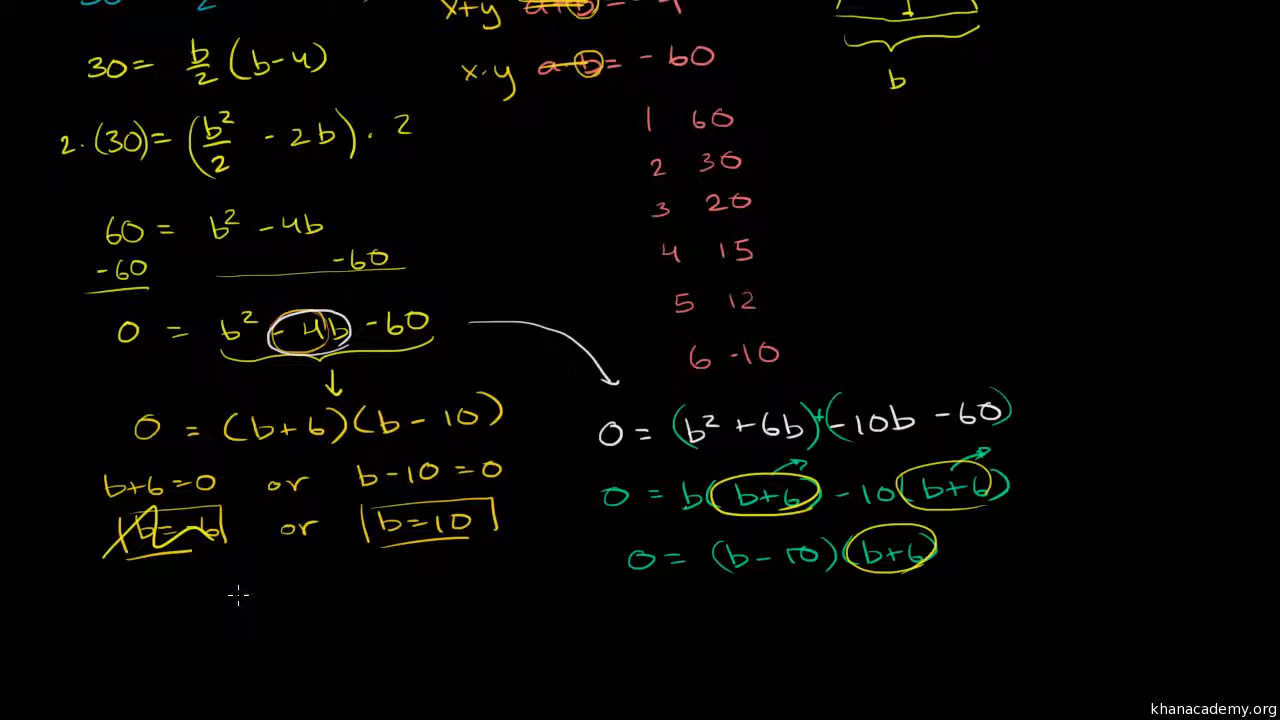 x+y a+b = -4
30 = b/2 (b-4)
x·y a·b = -60
b
2·(30) = (b²/2 - 2b)·2
1 60
2 30
3 20
4 15
5 12
6 -10
60 = b² - 4b
-60 -60
0 = b² - 4b - 60
0 = (b+6)(b-10)
b+6=0 or b-10=0
b=-6 or b=10
0 = (b² + 6b) + (-10b - 60)
0 = b(b+6) - 10(b+6)
0 = (b-10)(b+6)
khanacademy.org